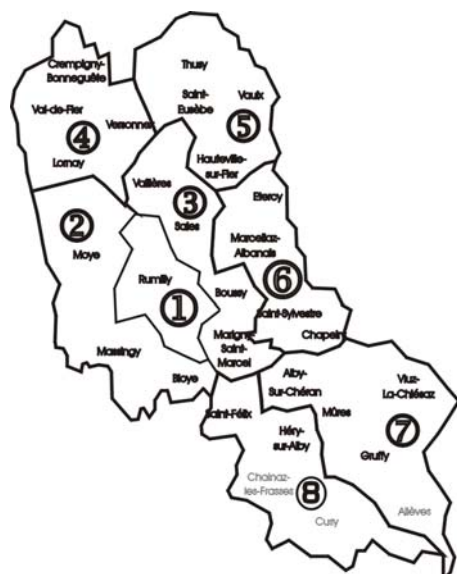 Crempigny-
Bonneguête
Thusy
Val-de-Fier
Saint-
Eusèbe
Vaulx
Versonnex
4
5
Lornay
Hauteville-
sur-Fier
Vallières
3
Etercy
2
Sales
Marcellaz-
Albanais
Moye
Rumilly
6
1
Boussy
Saint-Sylvestre
Marigny-
Saint-
Marcel
Chapeiry
Massingy
Bloye
Alby-
Sur-Chéran
Viuz-
La-Chiésaz
Saint-Félix
Mûres
Héry-
sur-Alby
7
Gruffy
Chainaz-
les-Frasses
8
Cusy
Allèves